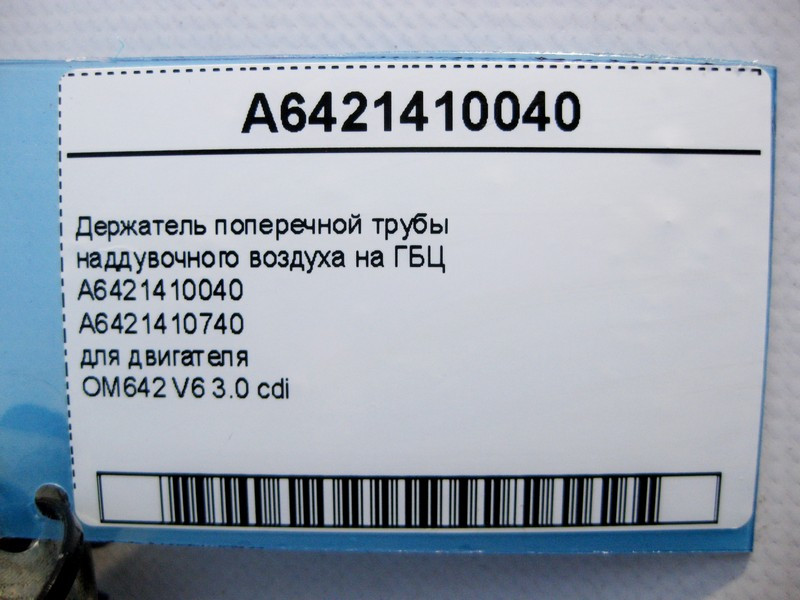 A6421410040
Держатель поперечной трубы
наддувочного воздуха на ГБЦ
A6421410040
A6421410740
для двигателя
OM642 V6 3.0 cdi